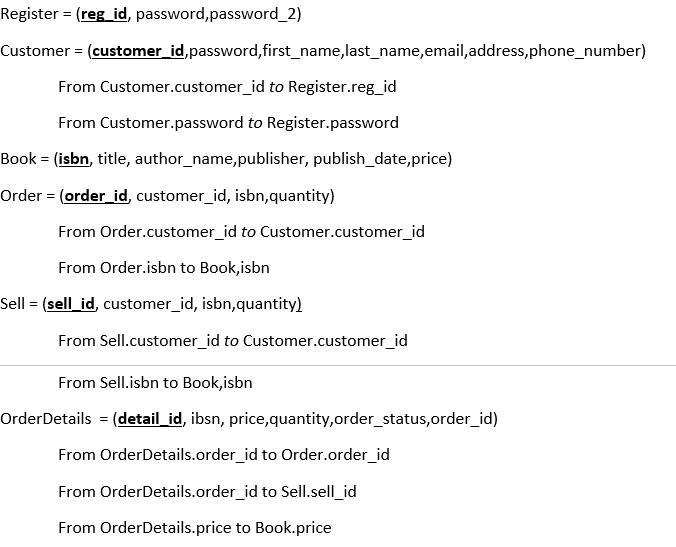 Register = (reg_id, password,password_2)
Customer = (customer_id,password,first_name,last_name,email,address,phone_number)
From Customer.customer_id to Register.reg_id
From Customer.password to Register.password
Book = (isbn, title, author_name,publisher, publish_date,price)
Order = (order_id, customer_id, isbn,quantity)
From Order.customer_id to Customer.customer_id
From Order.isbn to Book,isbn
Sell = (sell_id, customer_id, isbn,quantity)
From Sell.customer_id to Customer.customer_id
From Sell.isbn to Book,isbn
OrderDetails = (detail_id, ibsn, price,quantity,order_status,order_id)
From OrderDetails.order_id to Order.order_id
From OrderDetails.order_id to Sell.sell_id
From OrderDetails.price to Book.price